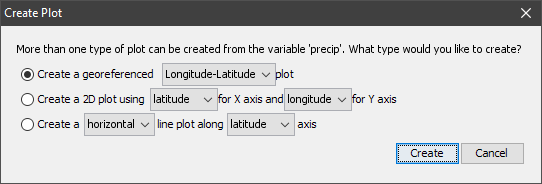 Create Plot
More than one type of plot can be created from the variable 'precip'. What type would you like to create?
Create a georeferenced Longitude-Latitude plot
Create a 2D plot using latitude for X axis and longitude for Y axis
Create a horizontal line plot along latitude axis
Create Cancel